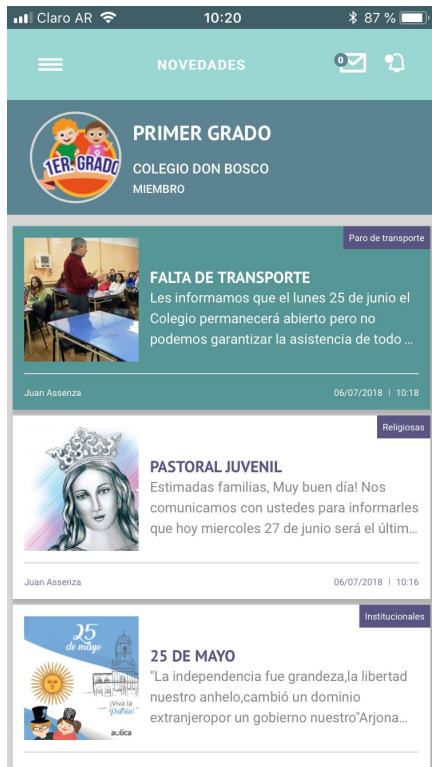 Claro AR 10:20 87 %
NOVEDADES
0
1ER. GRADO
PRIMER GRADO
COLEGIO DON BOSCO
MIEMBRO
Paro de transporte
FALTA DE TRANSPORTE
Les informamos que el lunes 25 de junio el
Colegio permanecerá abierto pero no
podemos garantizar la asistencia de todo ...
Juan Assenza 06/07/2018 | 10:18
Religiosas
PASTORAL JUVENIL
Estimadas familias, Muy buen día! Nos
comunicamos con ustedes para informarles
que hoy miercoles 27 de junio será el últim...
Juan Assenza 06/07/2018 | 10:16
Institucionales
25
de mayo
¡Viva la
Patria!
aulica
25 DE MAYO
"La independencia fue grandeza,la libertad
nuestro anhelo,cambió un dominio
extranjeropor un gobierno nuestro"Arjona...